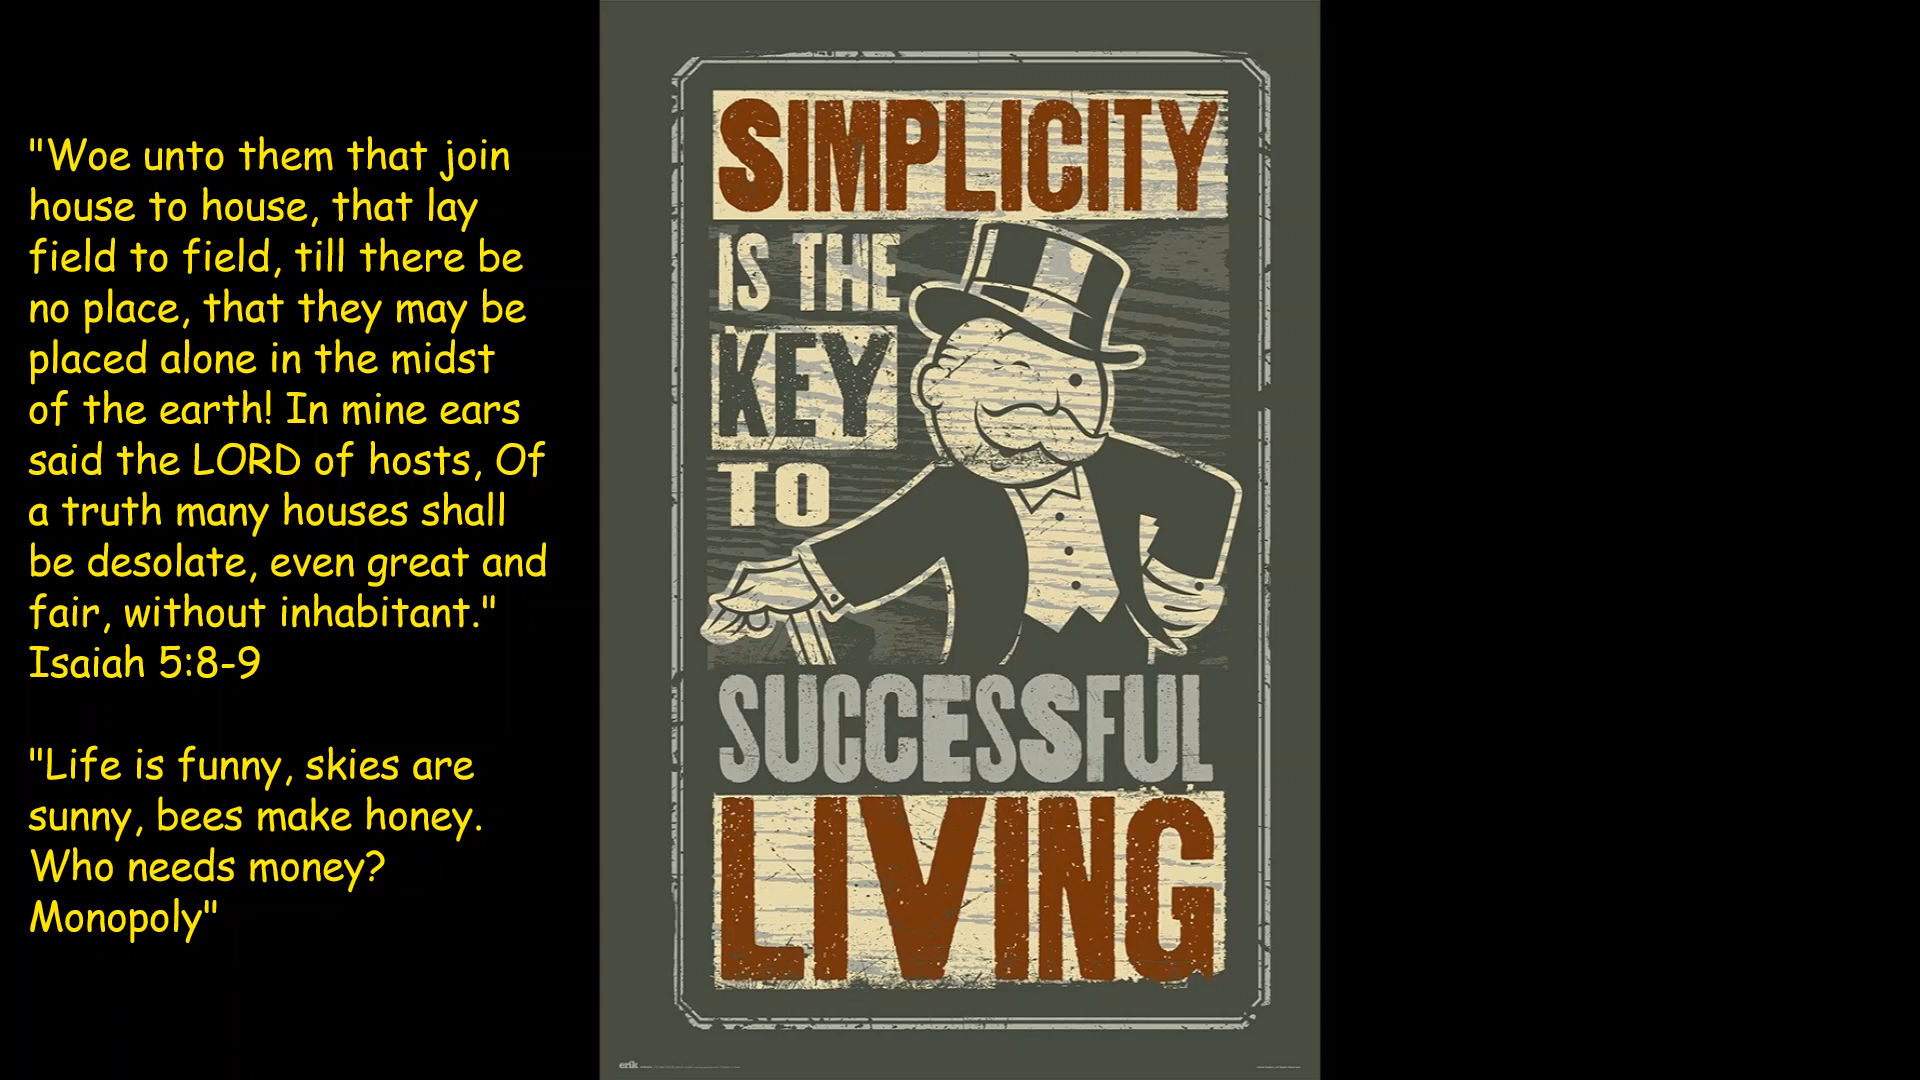 "Woe unto them that join
house to house, that lay
field to field, till there be
no place, that they may be
placed alone in the midst
of the earth! In mine ears
said the LORD of hosts, Of
a truth many houses shall
be desolate, even great and
fair, without inhabitant."
Isaiah 5:8-9
"Life is funny, skies are
sunny, bees make honey.
Who needs money?
Monopoly"
SIMPLICITY
IS THE
KEY
TO
SUCCESSFUL
LIVING
erik